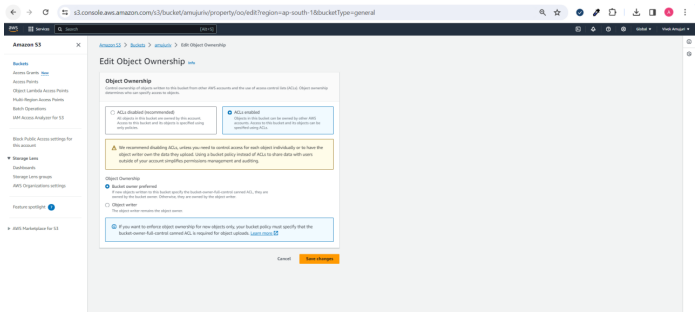 s3.console.aws.amazon.com/s3/bucket/amujuriv/property/oo/edit?region=ap-south-1&bucketType=general
aws
Services
Search
[Alt+S]
Global
Vivek Amujuri
Amazon S3
Buckets
Access Grants New
Access Points
Object Lambda Access Points
Multi-Region Access Points
Batch Operations
IAM Access Analyzer for S3
Block Public Access settings for
this account
Storage Lens
Dashboards
Storage Lens groups
AWS Organizations settings
Feature spotlight 7
AWS Marketplace for S3
Amazon S3 > Buckets > amujuriv > Edit Object Ownership
Edit Object Ownership Info
Object Ownership
Control ownership of objects written to this bucket from other AWS accounts and the use of access control lists (ACLs). Object ownership
determines who can specify access to objects.
ACLs disabled (recommended)
All objects in this bucket are owned by this account.
Access to this bucket and its objects is specified using
only policies.
ACLs enabled
Objects in this bucket can be owned by other AWS
accounts. Access to this bucket and its objects can be
specified using ACLs.
We recommend disabling ACLs, unless you need to control access for each object individually or to have the
object writer own the data they upload. Using a bucket policy instead of ACLs to share data with users
outside of your account simplifies permissions management and auditing.
Object Ownership
Bucket owner preferred
If new objects written to this bucket specify the bucket-owner-full-control canned ACL, they are
owned by the bucket owner. Otherwise, they are owned by the object writer.
Object writer
The object writer remains the object owner.
If you want to enforce object ownership for new objects only, your bucket policy must specify that the
bucket-owner-full-control canned ACL is required for object uploads. Learn more
Cancel
Save changes